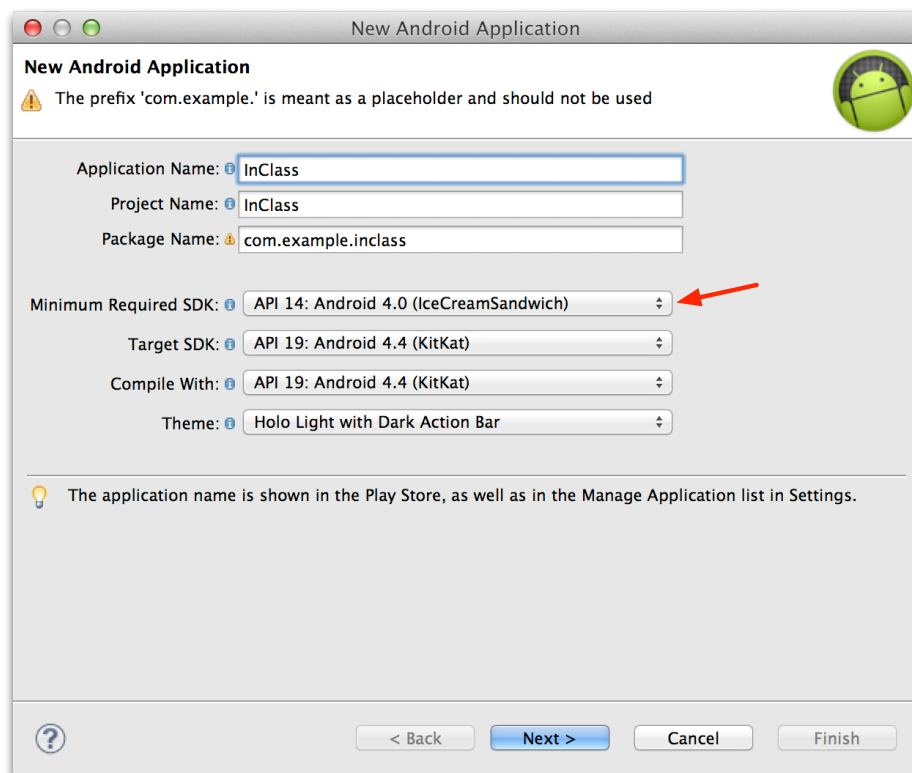 New Android Application
New Android Application
The prefix 'com.example.' is meant as a placeholder and should not be used
Application Name: InClass
Project Name: InClass
Package Name: com.example.inclass
Minimum Required SDK: API 14: Android 4.0 (IceCreamSandwich)
Target SDK: API 19: Android 4.4 (KitKat)
Compile With: API 19: Android 4.4 (KitKat)
Theme: Holo Light with Dark Action Bar
The application name is shown in the Play Store, as well as in the Manage Application list in Settings.
? < Back Next > Cancel Finish